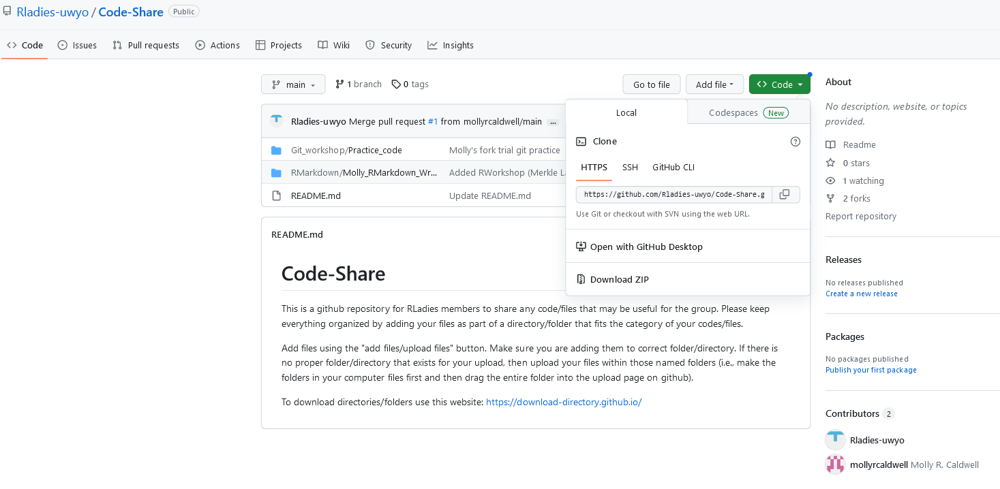 Rladies-uwyo / Code-Share Public
Code Issues Pull requests Actions Projects Wiki Security Insights
main 1 branch 0 tags Go to file Add file Code
Rladies-uwyo Merge pull request #1 from mollyrcaldwell/main ...
Git_workshop/Practice_code Molly's fork trial git practice
RMarkdown/Molly_RMarkdown_Wr... Added RWorkshop (Merkle La
README.md Update README.md
Local Codespaces New
Clone
HTTPS SSH GitHub CLI
https://github.com/Rladies-uwyo/Code-Share.g
Use Git or checkout with SVN using the web URL.
Open with GitHub Desktop
Download ZIP
README.md
Code-Share
This is a github repository for RLadies members to share any code/files that may be useful for the group. Please keep
everything organized by adding your files as part of a directory/folder that fits the category of your codes/files.
Add files using the "add files/upload files" button. Make sure you are adding them to correct folder/directory. If there is
no proper folder/directory that exists for your upload, then upload your files within those named folders (i.e., make the
folders in your computer files first and then drag the entire folder into the upload page on github).
To download directories/folders use this website: https://download-directory.github.io/
About
No description, website, or topics
provided.
Readme
0 stars
1 watching
2 forks
Report repository
Releases
No releases published
Create a new release
Packages
No packages published
Publish your first package
Contributors 2
Rladies-uwyo
mollyrcaldwell Molly R. Caldwell